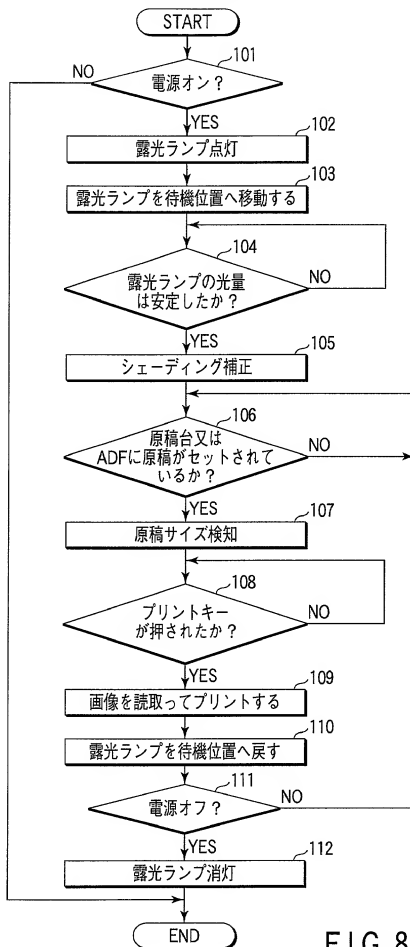 START
101
NO
電源オン？
YES
102
露光ランプ点灯
103
露光ランプを待機位置へ移動する
104
露光ランプの光量
は安定したか？
NO
YES
105
シェーディング補正
106
原稿台又は
ADFに原稿がセットされて
いるか？
NO
YES
107
原稿サイズ検知
108
プリントキー
が押されたか？
NO
YES
109
画像を読取ってプリントする
110
露光ランプを待機位置へ戻す
111
電源オフ？
NO
YES
112
露光ランプ消灯
END
FIG. 8